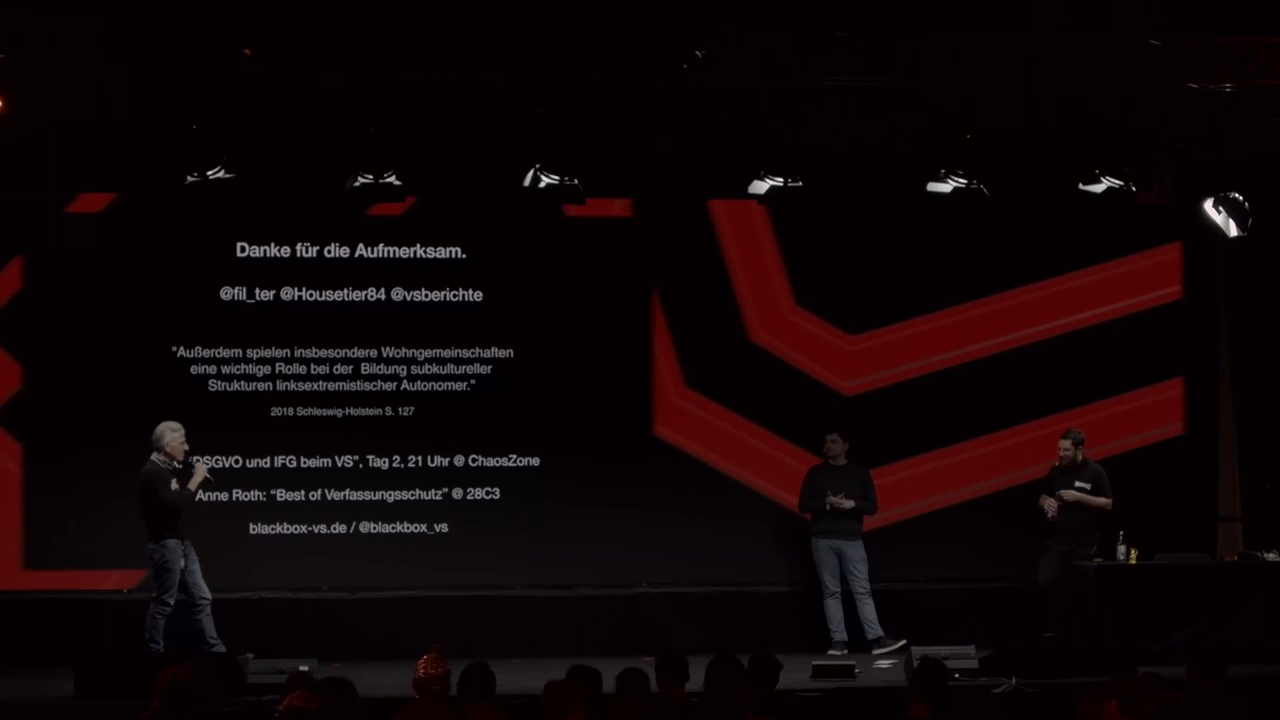 Danke für die Aufmerksam.
@fil_ter @Housetier84 @vsberichte
"Außerdem spielen insbesondere Wohngemeinschaften
eine wichtige Rolle bei der Bildung subkultureller
Strukturen linksextremistischer Autonomer."
2018 Schleswig-Holstein S. 127
"DSGVO und IFG beim VS", Tag 2, 21 Uhr @ ChaosZone
Anne Roth: “Best of Verfassungsschutz” @ 28C3
blackbox-vs.de / @blackbox_vs